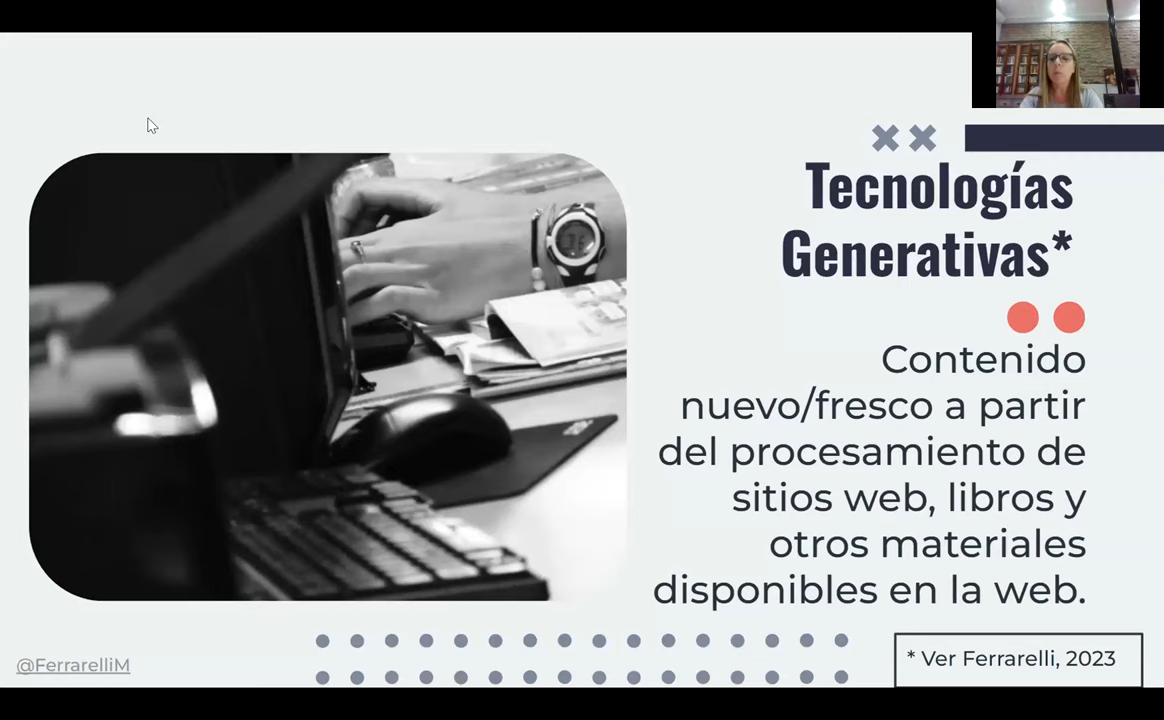 Tecnologías
Generativas*
Contenido
nuevo/fresco a partir
del procesamiento de
sitios web, libros y
otros materiales
disponibles en la web.
@FerrarelliM
* Ver Ferrarelli, 2023